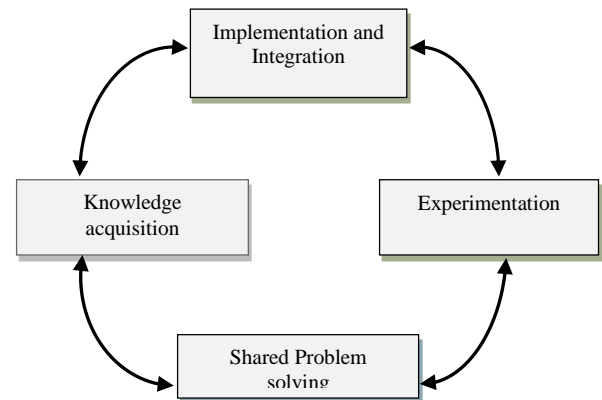 Implementation and
Integration
Knowledge
acquisition
Experimentation
Shared Problem
solving